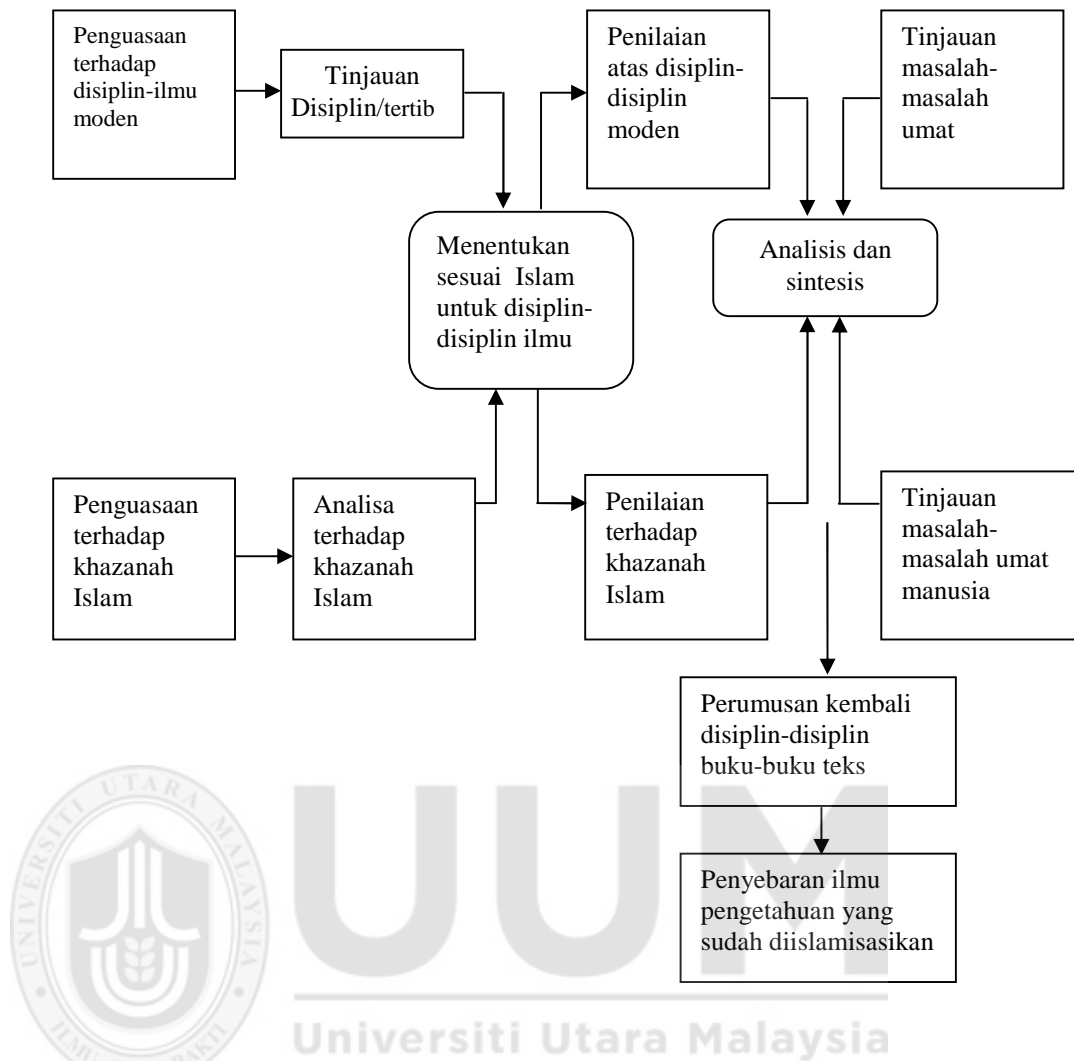 Penguasaan
terhadap
disiplin-ilmu
moden
Tinjauan
Disiplin/tertib
Penilaian
atas disiplin-
disiplin
moden
Tinjauan
masalah-
masalah
umat
Menentukan
sesuai Islam
untuk disiplin-
disiplin ilmu
Analisis dan
sintesis
Penguasaan
terhadap
khazanah
Islam
Analisa
terhadap
khazanah
Islam
Penilaian
terhadap
khazanah
Islam
Tinjauan
masalah-
masalah umat
manusia
Perumusan kembali
disiplin-disiplin
buku-buku teks
Penyebaran ilmu
pengetahuan yang
sudah diislamisasikan
UNIVERSITI UTARA MALAYSIA
UUM
Universiti Utara Malaysia